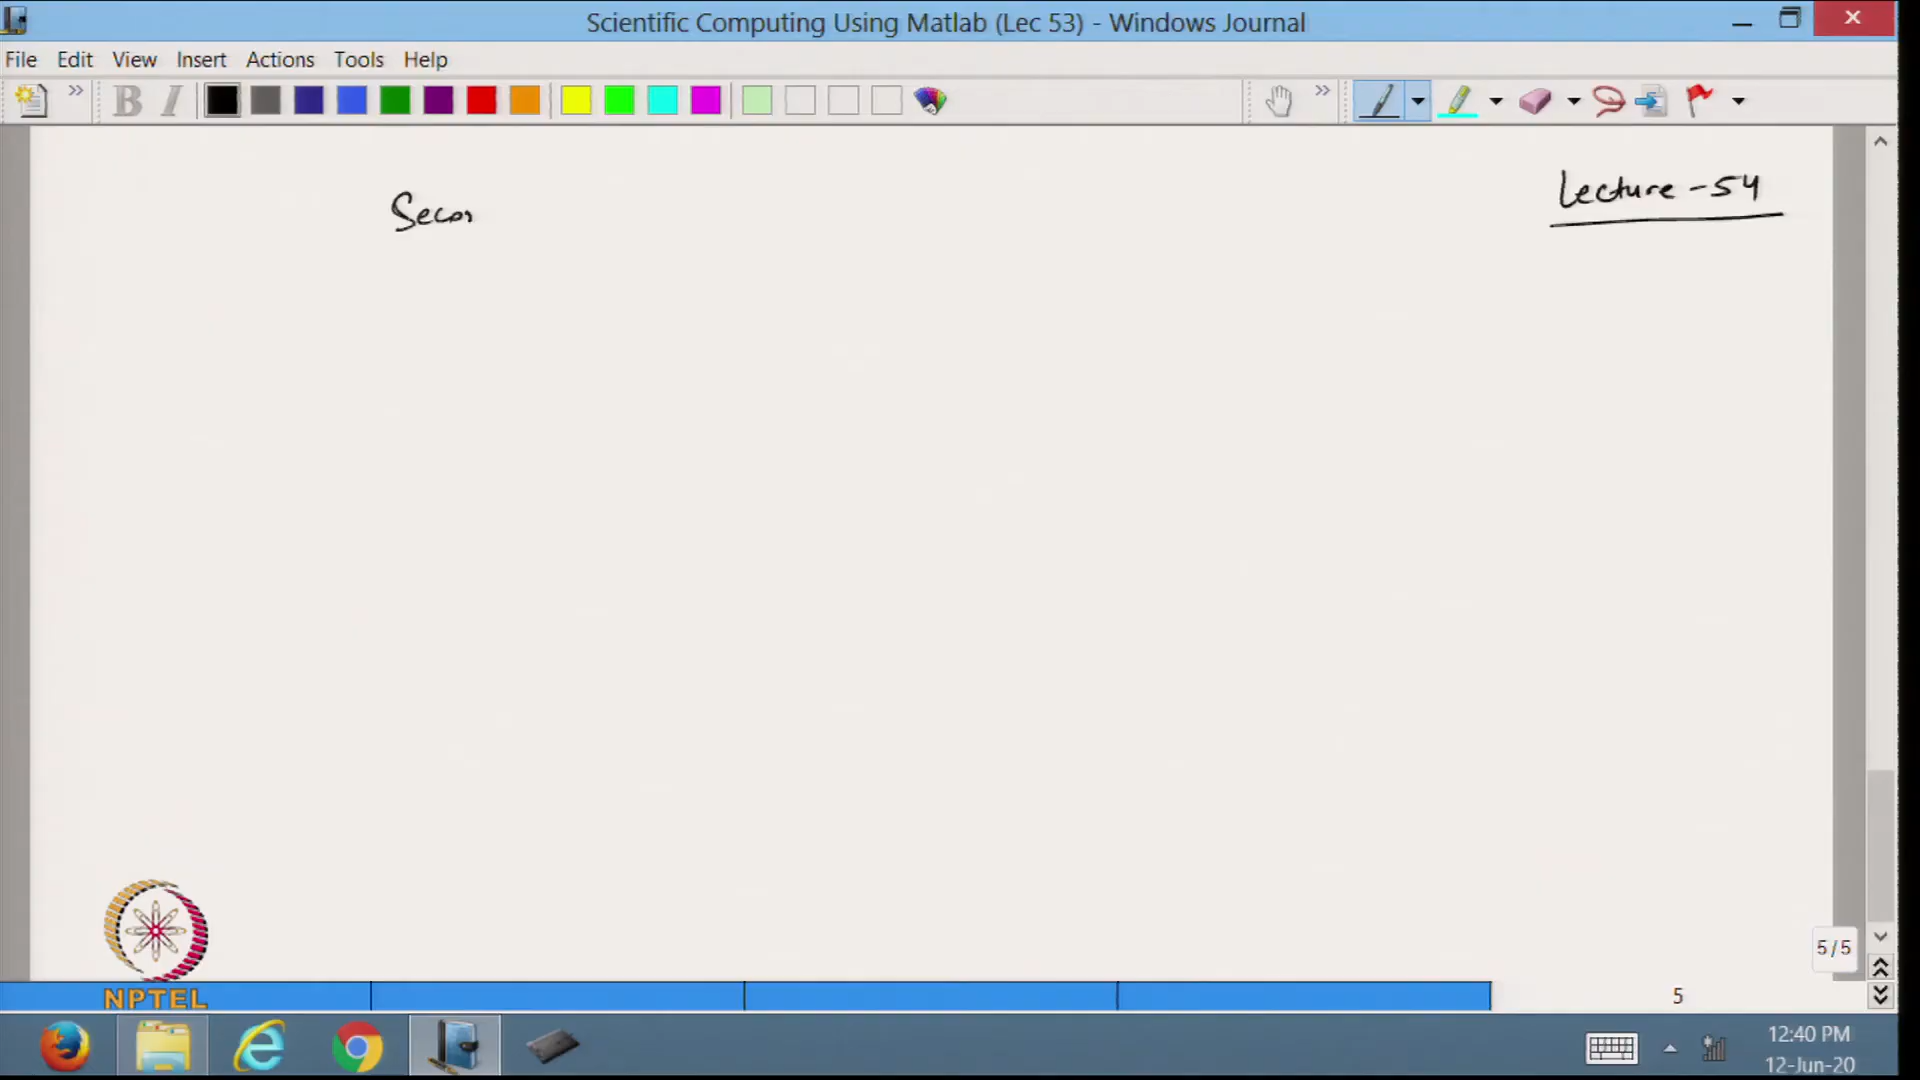 Scientific Computing Using Matlab (Lec 53) - Windows Journal
File Edit View Insert Actions Tools Help
B I
Lecture - 54
5 / 5
NPTEL
5
12:40 PM
12-Jun-20